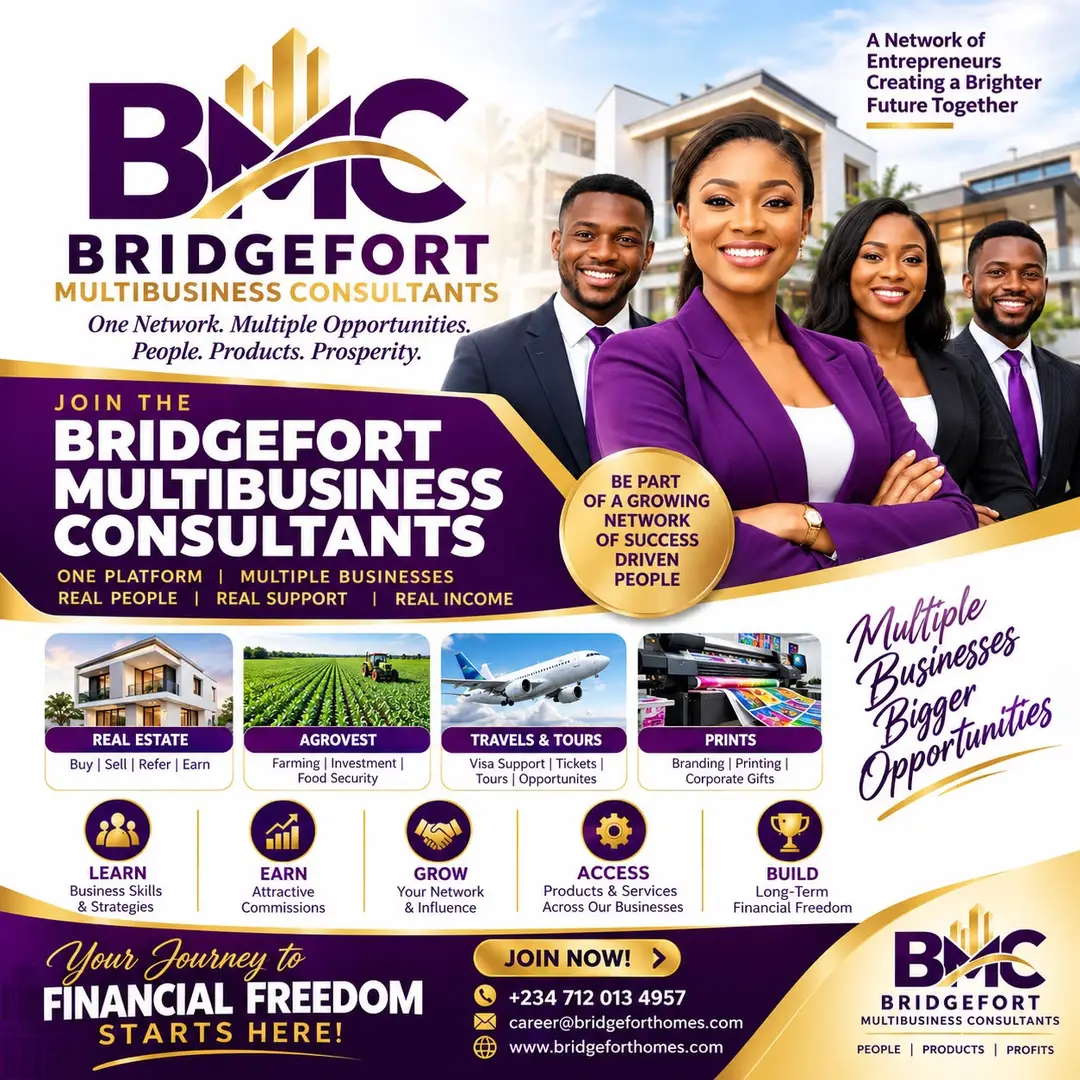 BMC
BRIDGEFORT
MULTIBUSINESS CONSULTANTS
One Network. Multiple Opportunities.
People. Products. Prosperity.
A Network of
Entrepreneurs
Creating a Brighter
Future Together
JOIN THE
BRIDGEFORT
MULTIBUSINESS
CONSULTANTS
ONE PLATFORM | MULTIPLE BUSINESSES
REAL PEOPLE | REAL SUPPORT | REAL INCOME
BE PART
OF A GROWING
NETWORK
OF SUCCESS
DRIVEN
PEOPLE
REAL ESTATE
Buy | Sell | Refer | Earn
AGROVEST
Farming | Investment |
Food Security
TRAVELS & TOURS
Visa Support | Tickets |
Tours | Opportunites
PRINTS
Branding | Printing |
Corporate Gifts
Multiple
Businesses
Bigger
Opportunities
LEARN
Business Skills
& Strategies
EARN
Attractive
Commissions
GROW
Your Network
& Influence
ACCESS
Products & Services
Across Our Businesses
BUILD
Long-Term
Financial Freedom
Your Journey to
FINANCIAL FREEDOM
STARTS HERE!
JOIN NOW!
+234 712 013 4957
career@bridgeforthomes.com
www.bridgeforthomes.com
BMC
BRIDGEFORT
MULTIBUSINESS CONSULTANTS
PEOPLE | PRODUCTS | PROFITS